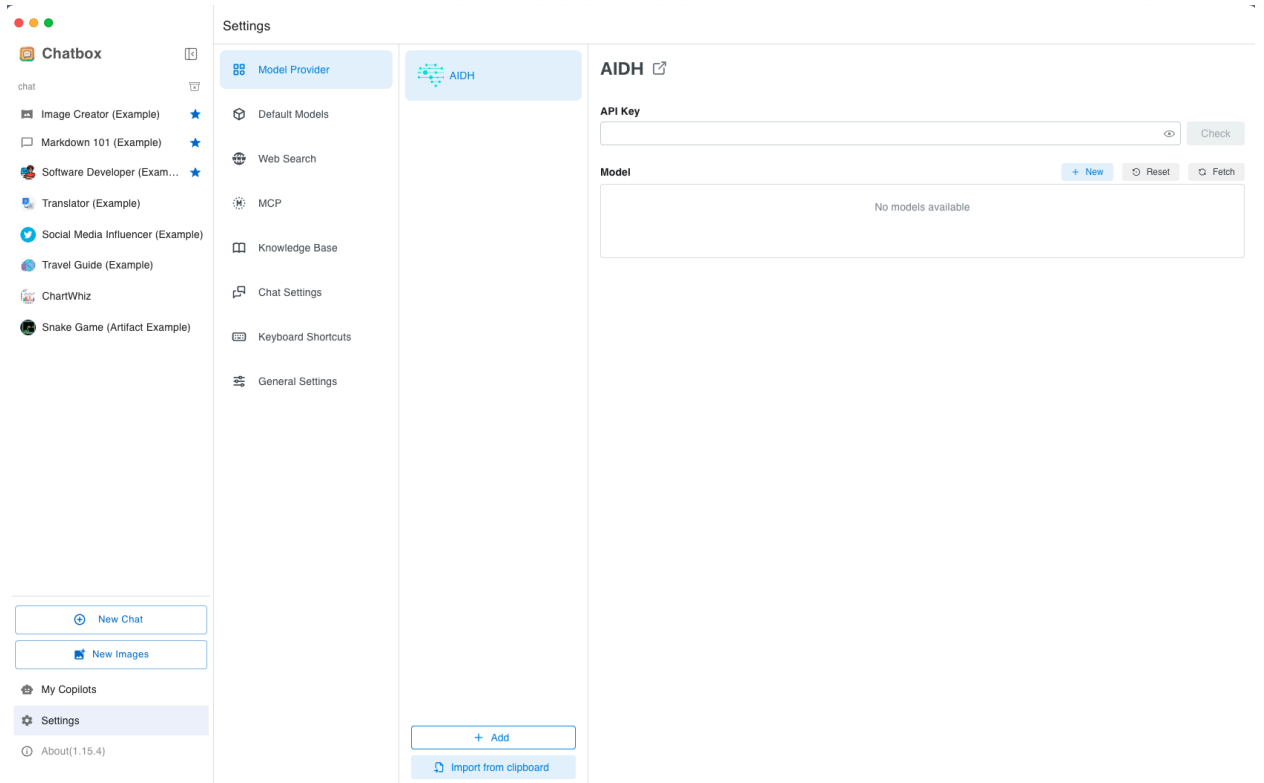 Settings
Chatbox
chat
Image Creator (Example)
Markdown 101 (Example)
Software Developer (Exam...
Translator (Example)
Social Media Influencer (Example)
Travel Guide (Example)
ChartWhiz
Snake Game (Artifact Example)
New Chat
New Images
My Copilots
Settings
About(1.15.4)
Model Provider
Default Models
Web Search
MCP
Knowledge Base
Chat Settings
Keyboard Shortcuts
General Settings
AIDH
+ Add
Import from clipboard
AIDH
API Key
Check
Model
+ New
Reset
Fetch
No models available